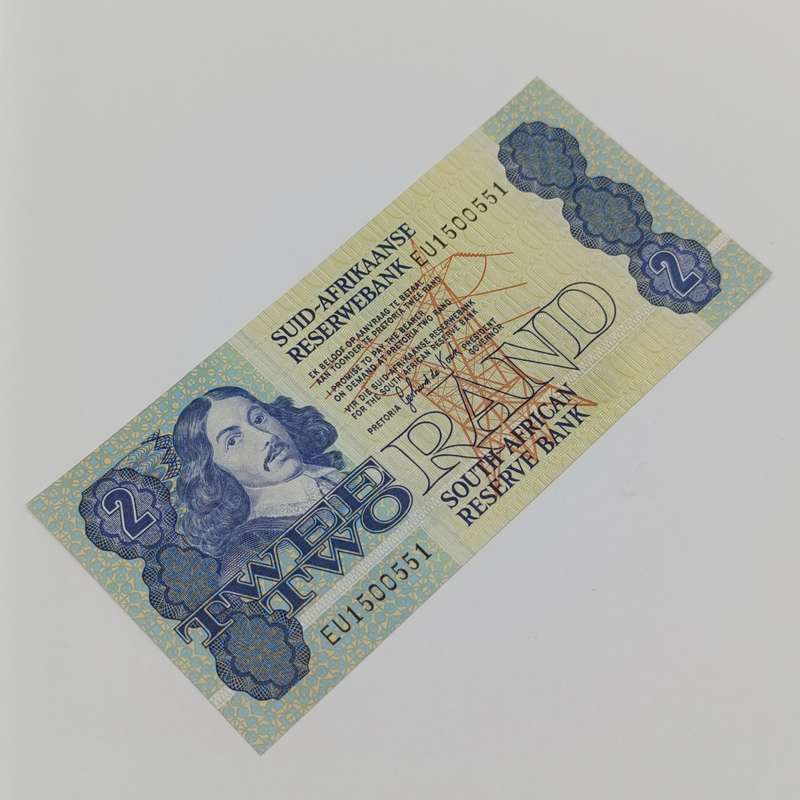 SUID-AFRIKAANSE
RESERWEBANK
EU1500551
EK BELOOF OP AANVRAAG TE BETAAL
AAN TOONDER TE PRETORIA TWEE RAND
I PROMISE TO PAY THE BEARER
ON DEMAND AT PRETORIA TWO RAND
VIR DIE SUID-AFRIKAANSE RESERWEBANK
FOR THE SOUTH AFRICAN RESERVE BANK
PRETORIA
PRESIDENT
GOVERNOR
2
RAND
SOUTH AFRICAN
RESERVE BANK
2
TWEE
TWO
EU1500551